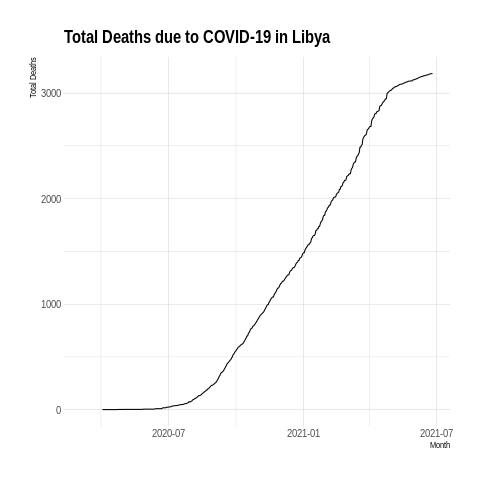 Total Deaths due to COVID-19 in Libya
Total Deaths
3000
2000
1000
0
2020-07
2021-01
2021-07
Month